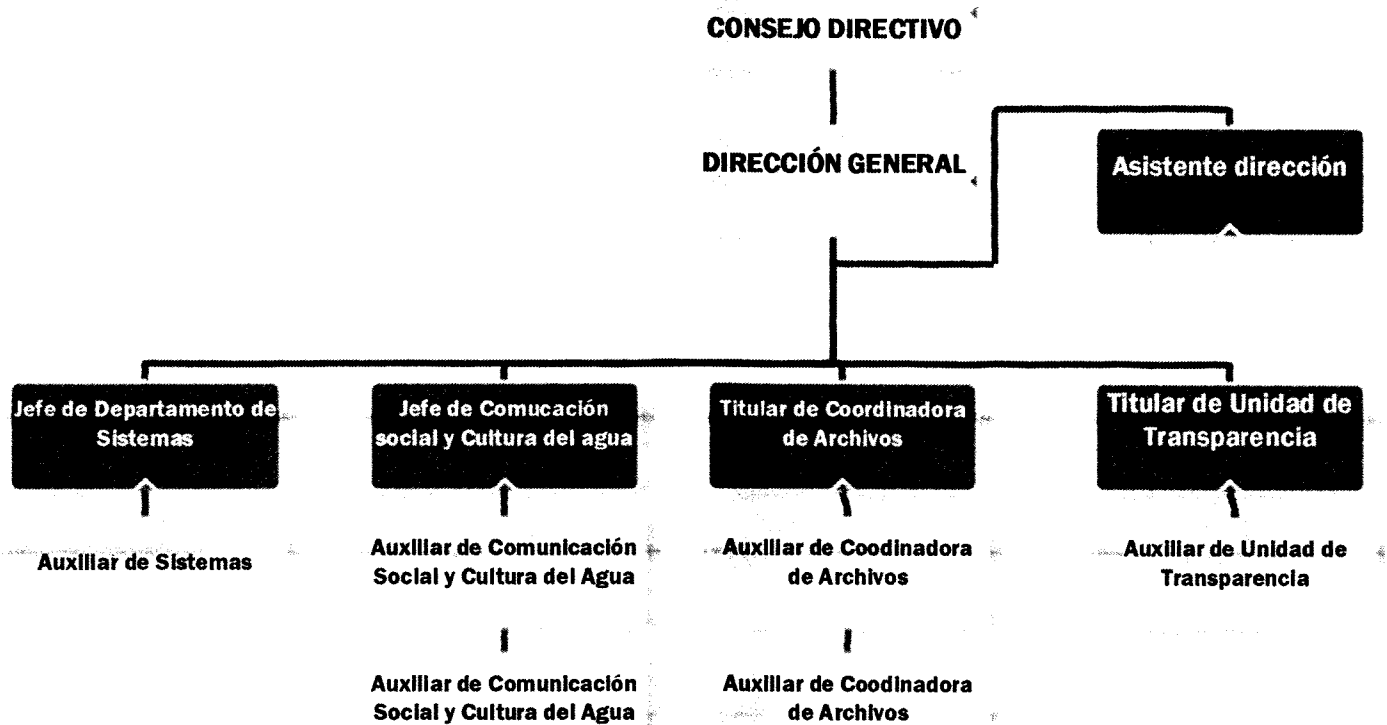 CONSEJO DIRECTIVO
DIRECCIÓN GENERAL
Asistente dirección
Jefe de Departamento de
Sistemas
Jefe de Comucación
social y Cultura del agua
Titular de Coordinadora
de Archivos
Titular de Unidad de
Transparencia
Auxiliar de Sistemas
Auxiliar de Comunicación
Social y Cultura del Agua
Auxiliar de Coodinadora
de Archivos
Auxiliar de Unidad de
Transparencia
Auxiliar de Comunicación
Social y Cultura del Agua
Auxiliar de Coodinadora
de Archivos